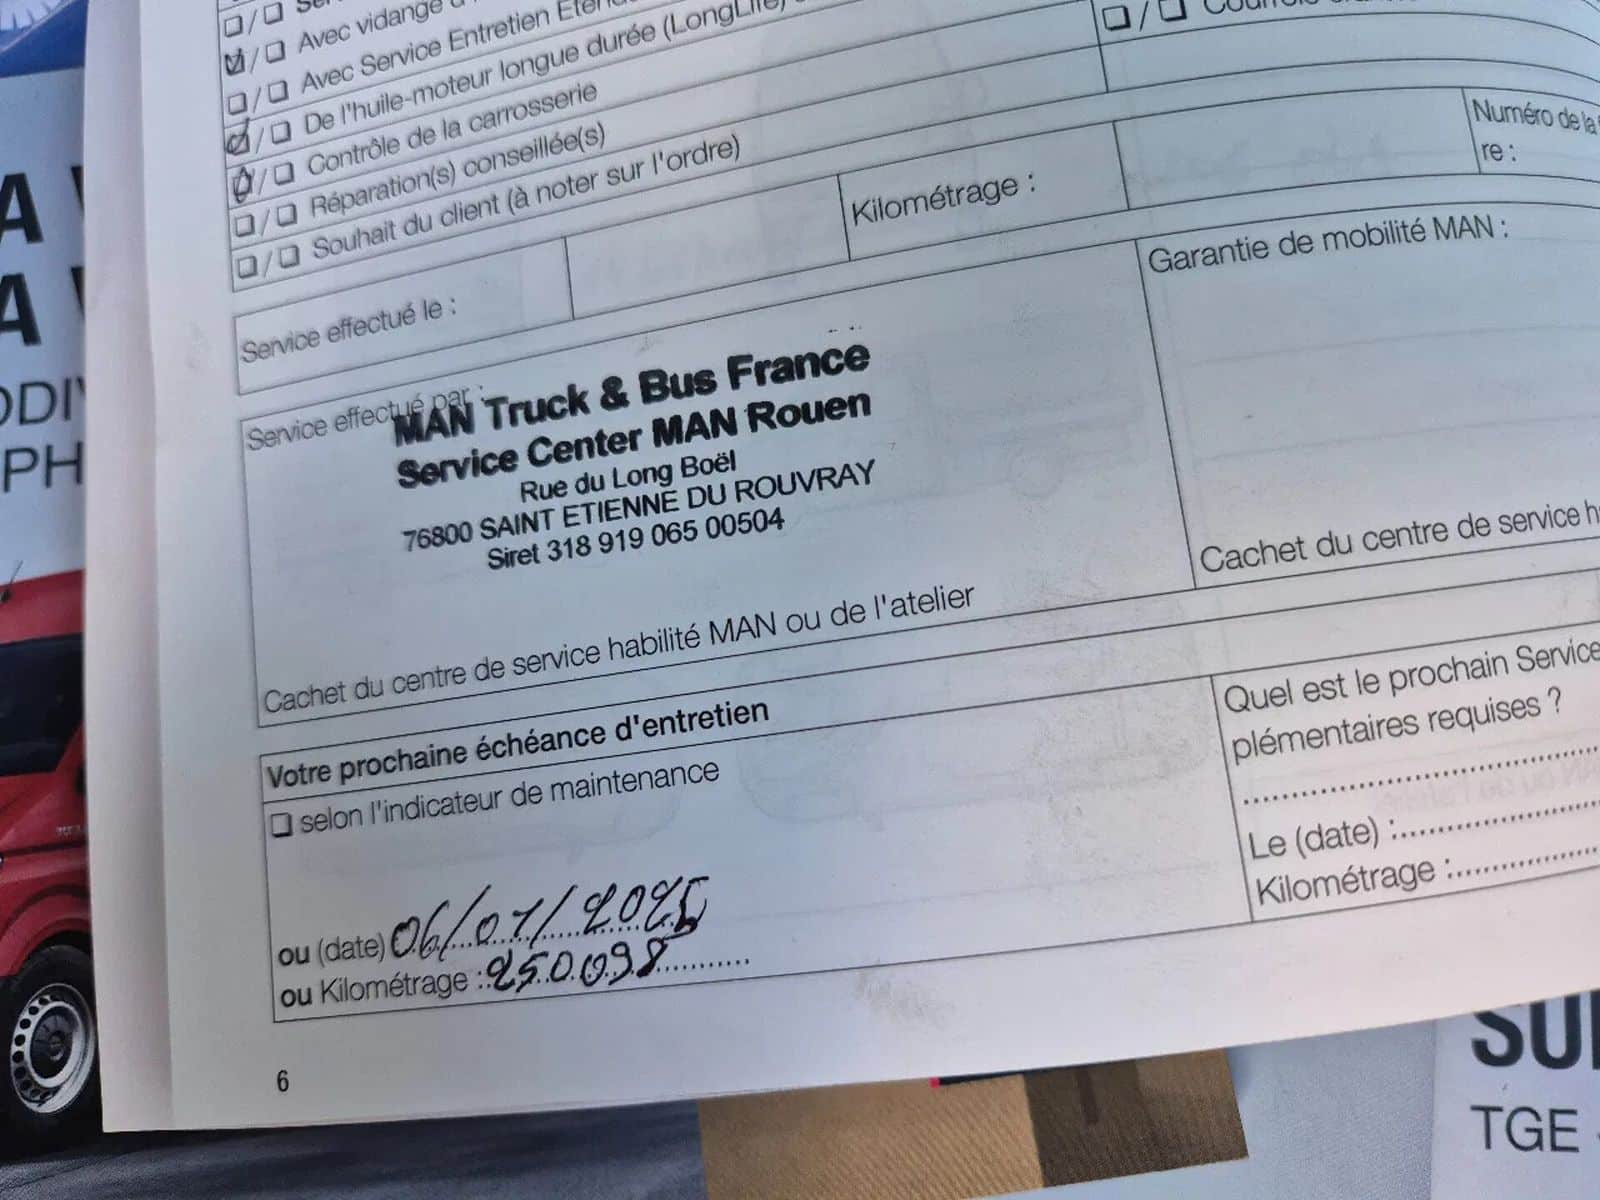 Avec vidange
Avec Service Entretien
De l'huile-moteur longue durée (LongLife)
Contrôle de la carrosserie
Réparation(s) conseillée(s)
Souhait du client (à noter sur l'ordre)
Service effectué le :
Kilométrage :
Numéro de la
re :
Service effectué par :
MAN Truck & Bus France
Service Center MAN Rouen
Rue du Long Boël
76800 SAINT ETIENNE DU ROUVRAY
Siret 318 919 065 00504
Cachet du centre de service habilité MAN ou de l'atelier
Garantie de mobilité MAN :
Cachet du centre de service
Votre prochaine échéance d'entretien
selon l'indicateur de maintenance
ou (date) 06/01/2025
ou Kilométrage : 250098
Quel est le prochain Service
plémentaires requises ?
Le (date) :
Kilométrage :
6
TGE